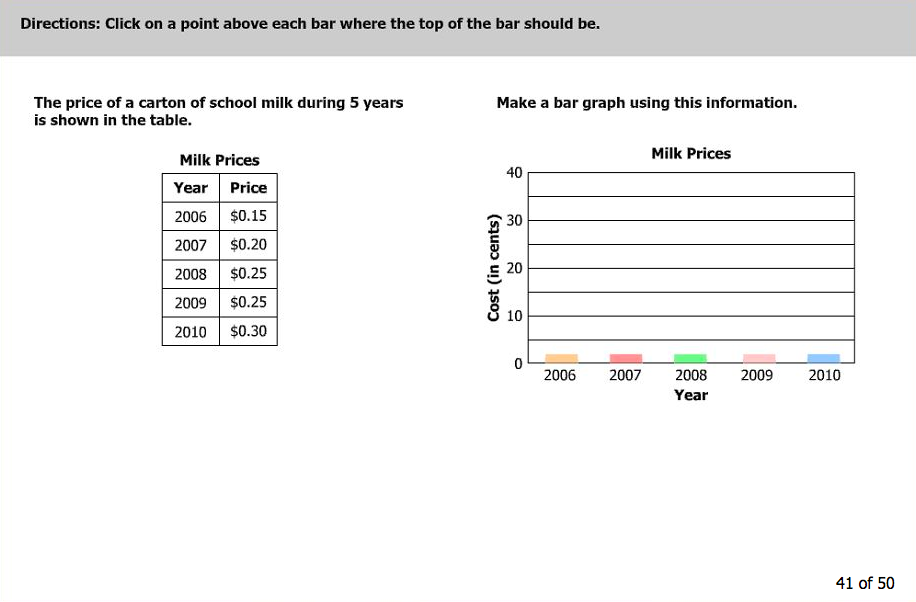 Directions: Click on a point above each bar where the top of the bar should be.
The price of a carton of school milk during 5 years
is shown in the table.
Milk Prices
Year Price
2006 $0.15
2007 $0.20
2008 $0.25
2009 $0.25
2010 $0.30
Make a bar graph using this information.
Milk Prices
Cost (in cents)
40
30
20
10
0
2006 2007 2008 2009 2010
Year
41 of 50